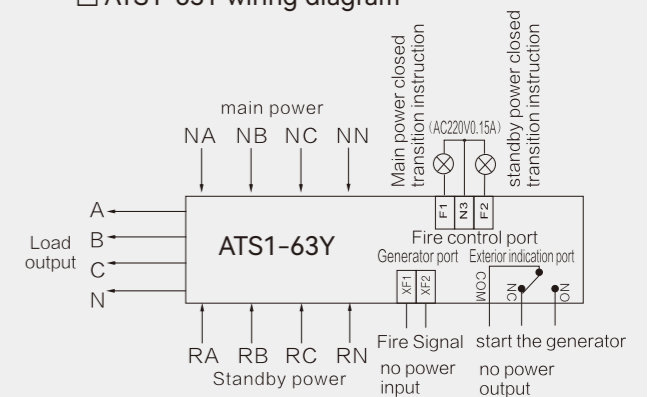 ATS1-63Y wiring diagram
main power
NA NB NC NN
Main power closed
transition instruction
(AC220V0.15A)
standby power closed
transition instruction
F1 N3 F2
Fire control port
Generator port Exterior indication port
XF1 XF2
COM NC NO
ATS1-63Y
Load
output
A
B
C
N
RA RB RC RN
Standby power
Fire Signal
no power
input
start the generator
no power
output